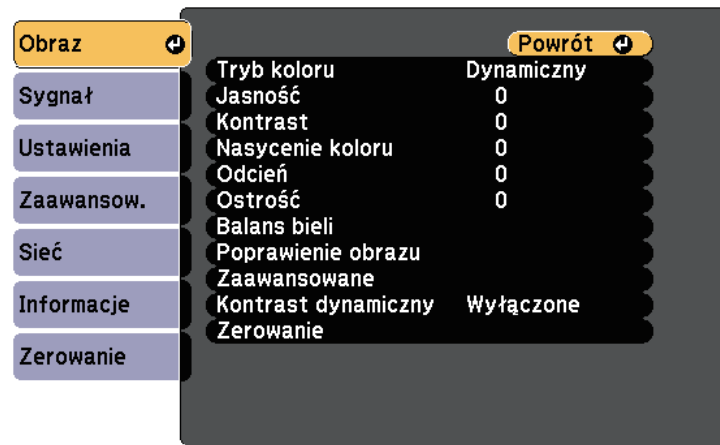 Obraz
Sygnał
Ustawienia
Zaawansow.
Sieć
Informacje
Zerowanie
Powrót
Tryb koloru Dynamiczny
Jasność 0
Kontrast 0
Nasycenie koloru 0
Odcień 0
Ostrość 0
Balans bieli
Poprawienie obrazu
Zaawansowane
Kontrast dynamiczny Wyłączone
Zerowanie